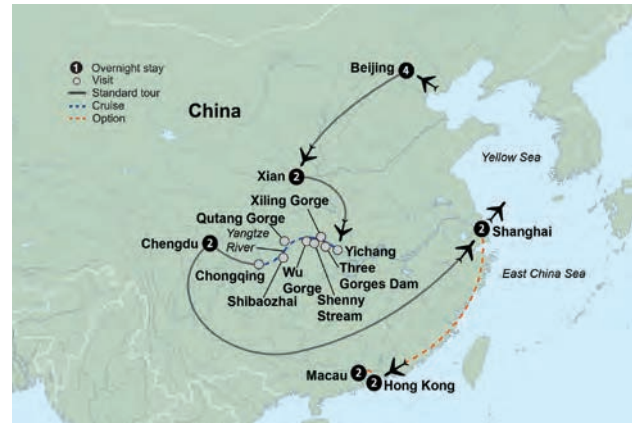 1 Overnight stay
Visit
Standard tour
Cruise
Option
China
Beijing 4
Yellow Sea
Xian 2
Xiling Gorge
Qutang Gorge
Yangtze
River
Chengdu 2
2 Shanghai
Yichang
Chongqing
Three
Gorges Dam
Wu
Gorge
Shibaozhai
Shenny
Stream
East China Sea
Macau 2
2 Hong Kong